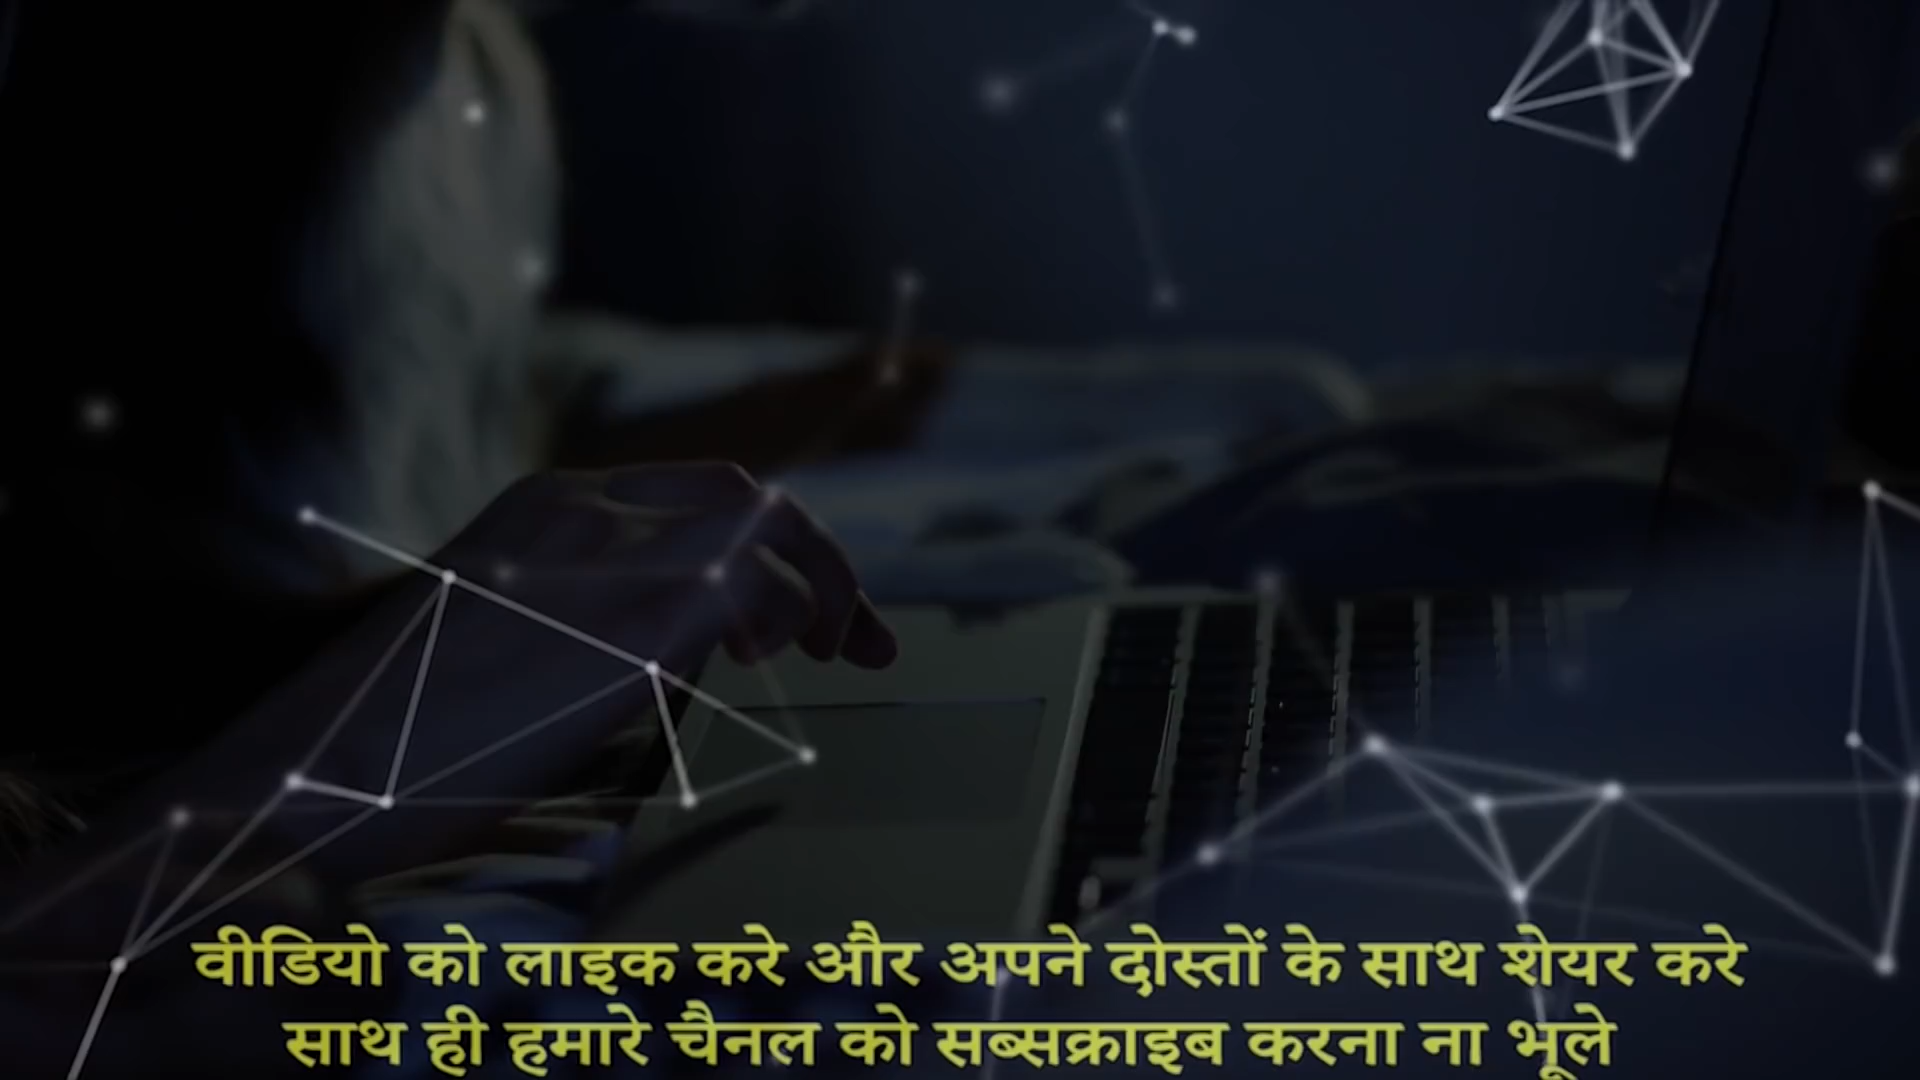 वीडियो को लाइक करे और अपने दोस्तों के साथ शेयर करे
साथ ही हमारे चैनल को सब्सक्राइब करना ना भूले